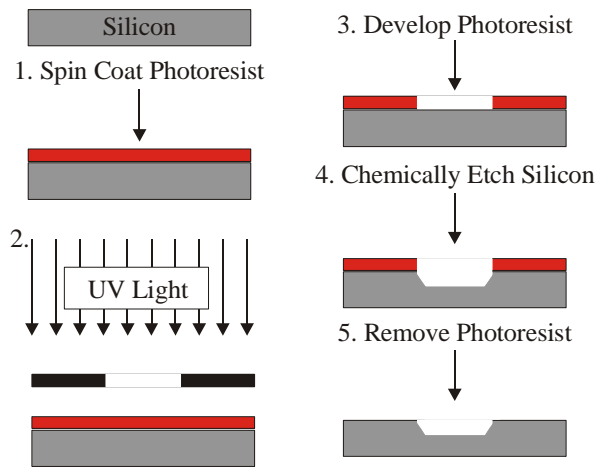 Silicon
1. Spin Coat Photoresist
2.
UV Light
3. Develop Photoresist
4. Chemically Etch Silicon
5. Remove Photoresist